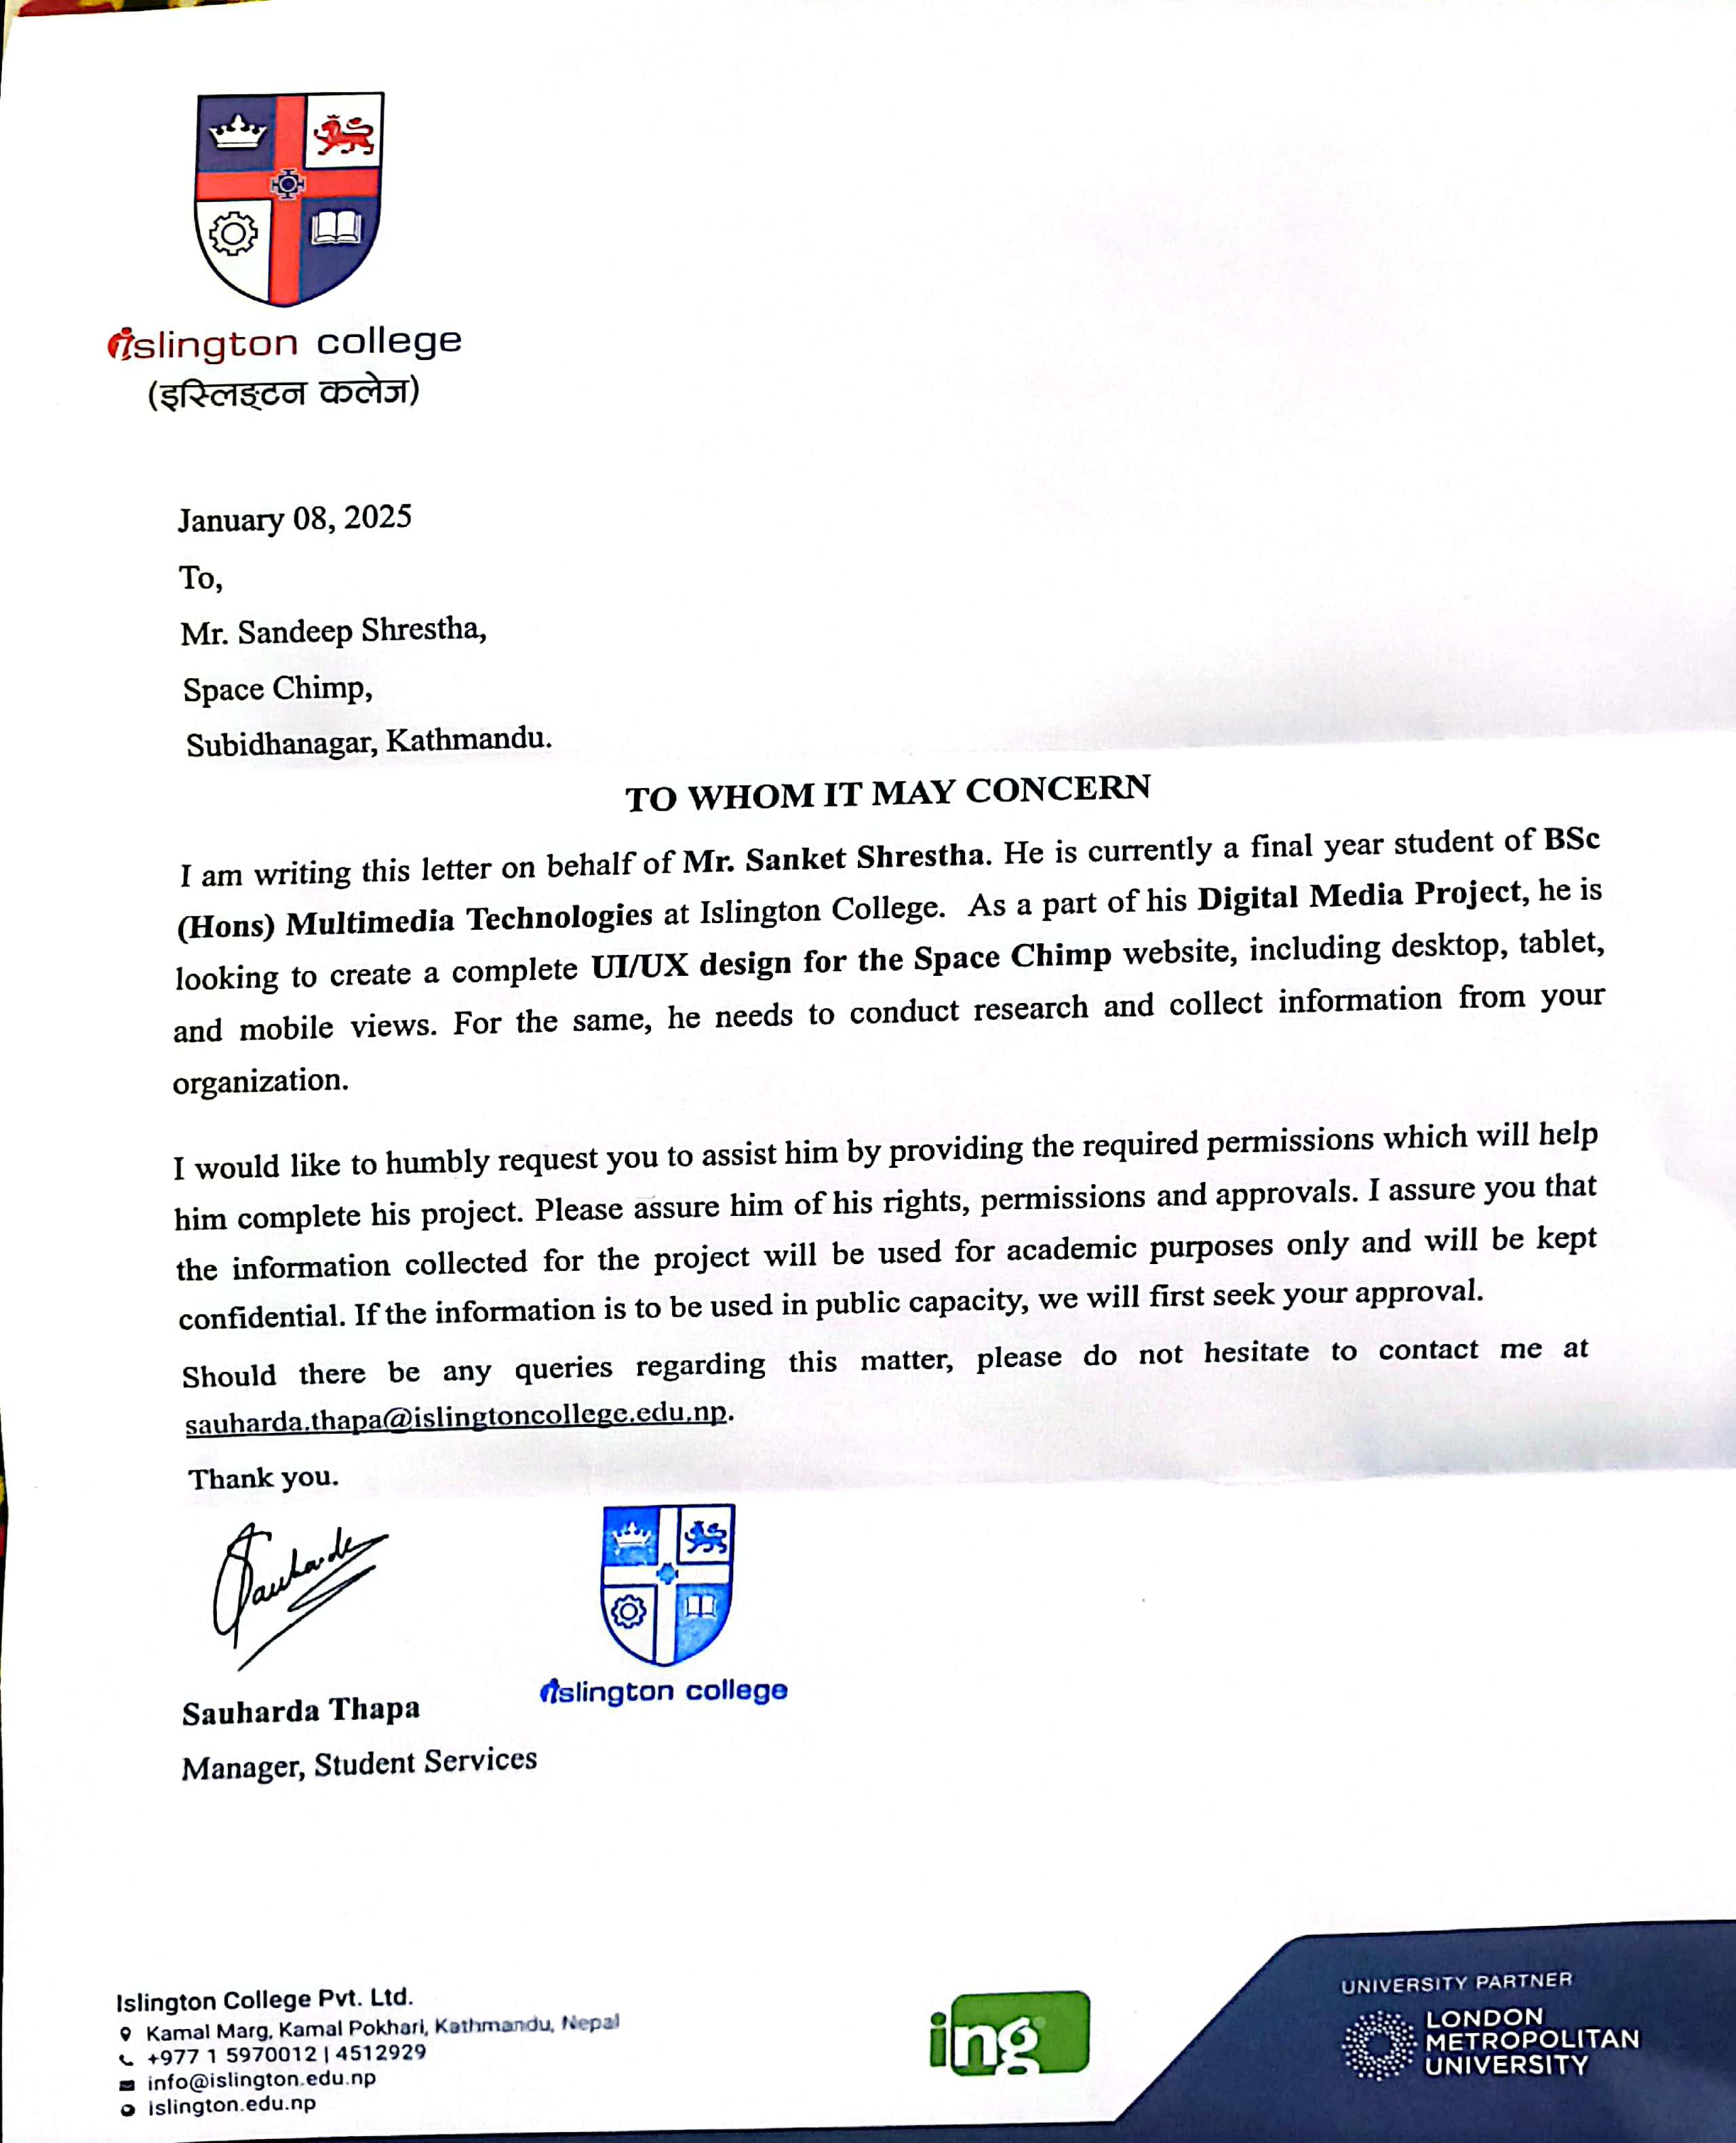 islington college
(इस्लिङ्टन कलेज)
January 08, 2025
To,
Mr. Sandeep Shrestha,
Space Chimp,
Subidhanagar, Kathmandu.
TO WHOM IT MAY CONCERN
I am writing this letter on behalf of Mr. Sanket Shrestha. He is currently a final year student of BSc
(Hons) Multimedia Technologies at Islington College. As a part of his Digital Media Project, he is
looking to create a complete UI/UX design for the Space Chimp website, including desktop, tablet,
and mobile views. For the same, he needs to conduct research and collect information from your
organization.
I would like to humbly request you to assist him by providing the required permissions which will help
him complete his project. Please assure him of his rights, permissions and approvals. I assure you that
the information collected for the project will be used for academic purposes only and will be kept
confidential. If the information is to be used in public capacity, we will first seek your approval.
Should there be any queries regarding this matter, please do not hesitate to contact me at
sauharda.thapa@islingtoncollege.edu.np.
Thank you.
Sauharda
islington college
Sauharda Thapa
Manager, Student Services
Islington College Pvt. Ltd.
Kamal Marg, Kamal Pokhari, Kathmandu, Nepal
+977 1 5970012 | 4512929
info@islington.edu.np
islington.edu.np
ing
UNIVERSITY PARTNER
LONDON
METROPOLITAN
UNIVERSITY